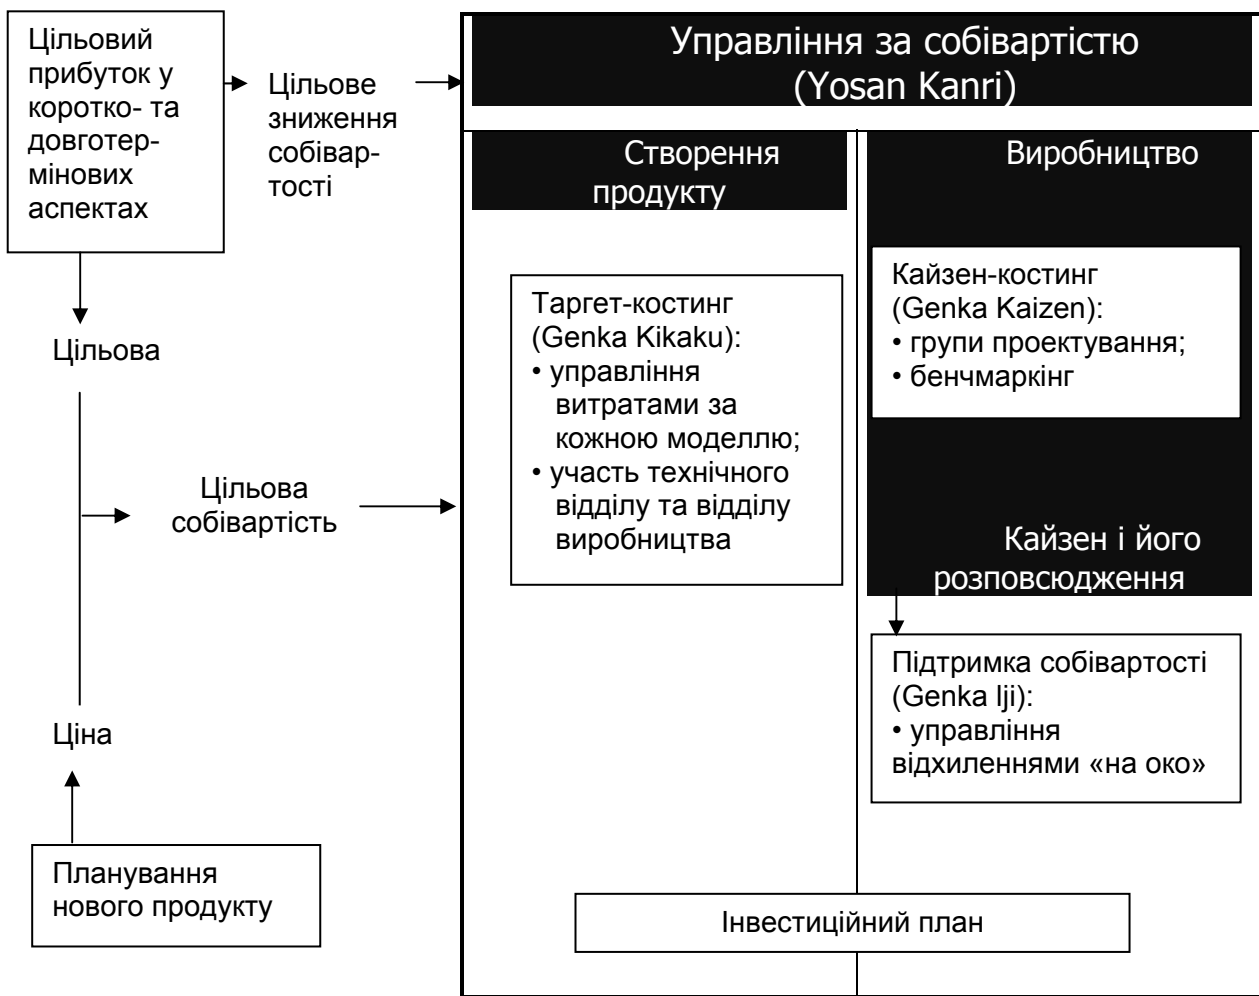 Цільовий
прибуток у
коротко- та
довготер-
мінових
аспектах
Цільове
зниження
собівар-
тості
Цільова
Цільова
собівартість
Ціна
Планування
нового продукту
Управління за собівартістю
(Yosan Kanri)
Створення
продукту
Таргет-костинг
(Genka Kikaku):
• управління
витратами за
кожною моделлю;
• участь технічного
відділу та відділу
виробництва
Виробництво
Кайзен-костинг
(Genka Kaizen):
• групи проектування;
• бенчмаркінг
Кайзен і його
розповсюдження
Підтримка собівартості
(Genka Iji):
• управління
відхиленнями «на око»
Інвестиційний план